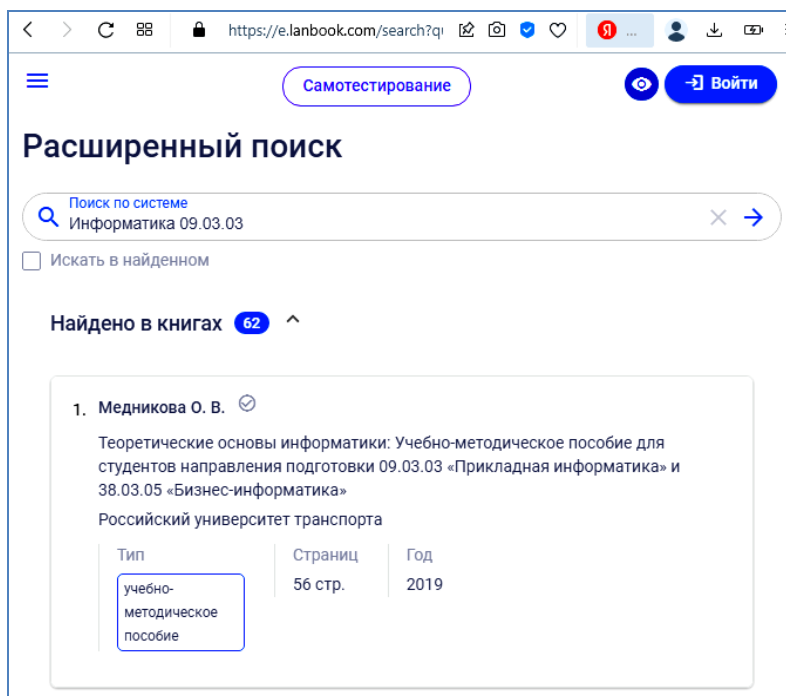 https://e.lanbook.com/search?q
Я ...
Самотестирование
Войти
Расширенный поиск
Поиск по системе
Информатика 09.03.03
Искать в найденном
Найдено в книгах 62
1. Медникова О. В.
Теоретические основы информатики: Учебно-методическое пособие для
студентов направления подготовки 09.03.03 «Прикладная информатика» и
38.03.05 «Бизнес-информатика»
Российский университет транспорта
Тип Страниц Год
учебно- 56 стр. 2019
методическое
пособие